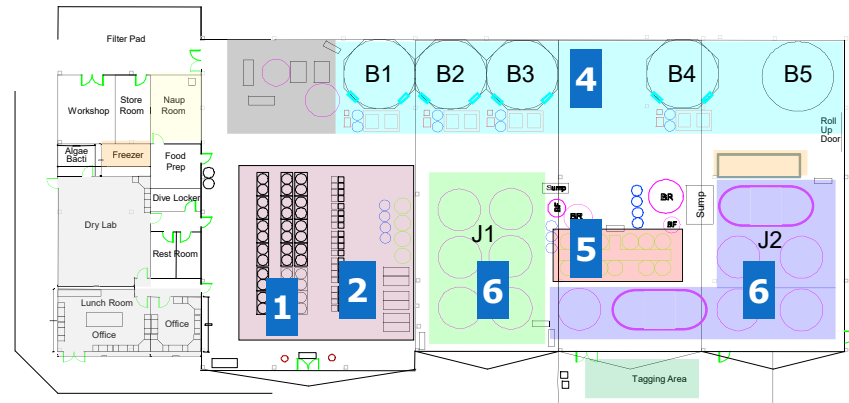 Filter Pad
B1
B2
B3
4
B4
B5
Workshop
Store
Room
Naup
Room
Roll
Up
Door
Algae
Bacti
Freezer
Food
Prep
Dive Locker
Sump
BF
BR
BR
BF
Sump
Dry Lab
Rest Room
J1
5
J2
1
2
6
6
Lunch Room
Office
Office
Tagging Area